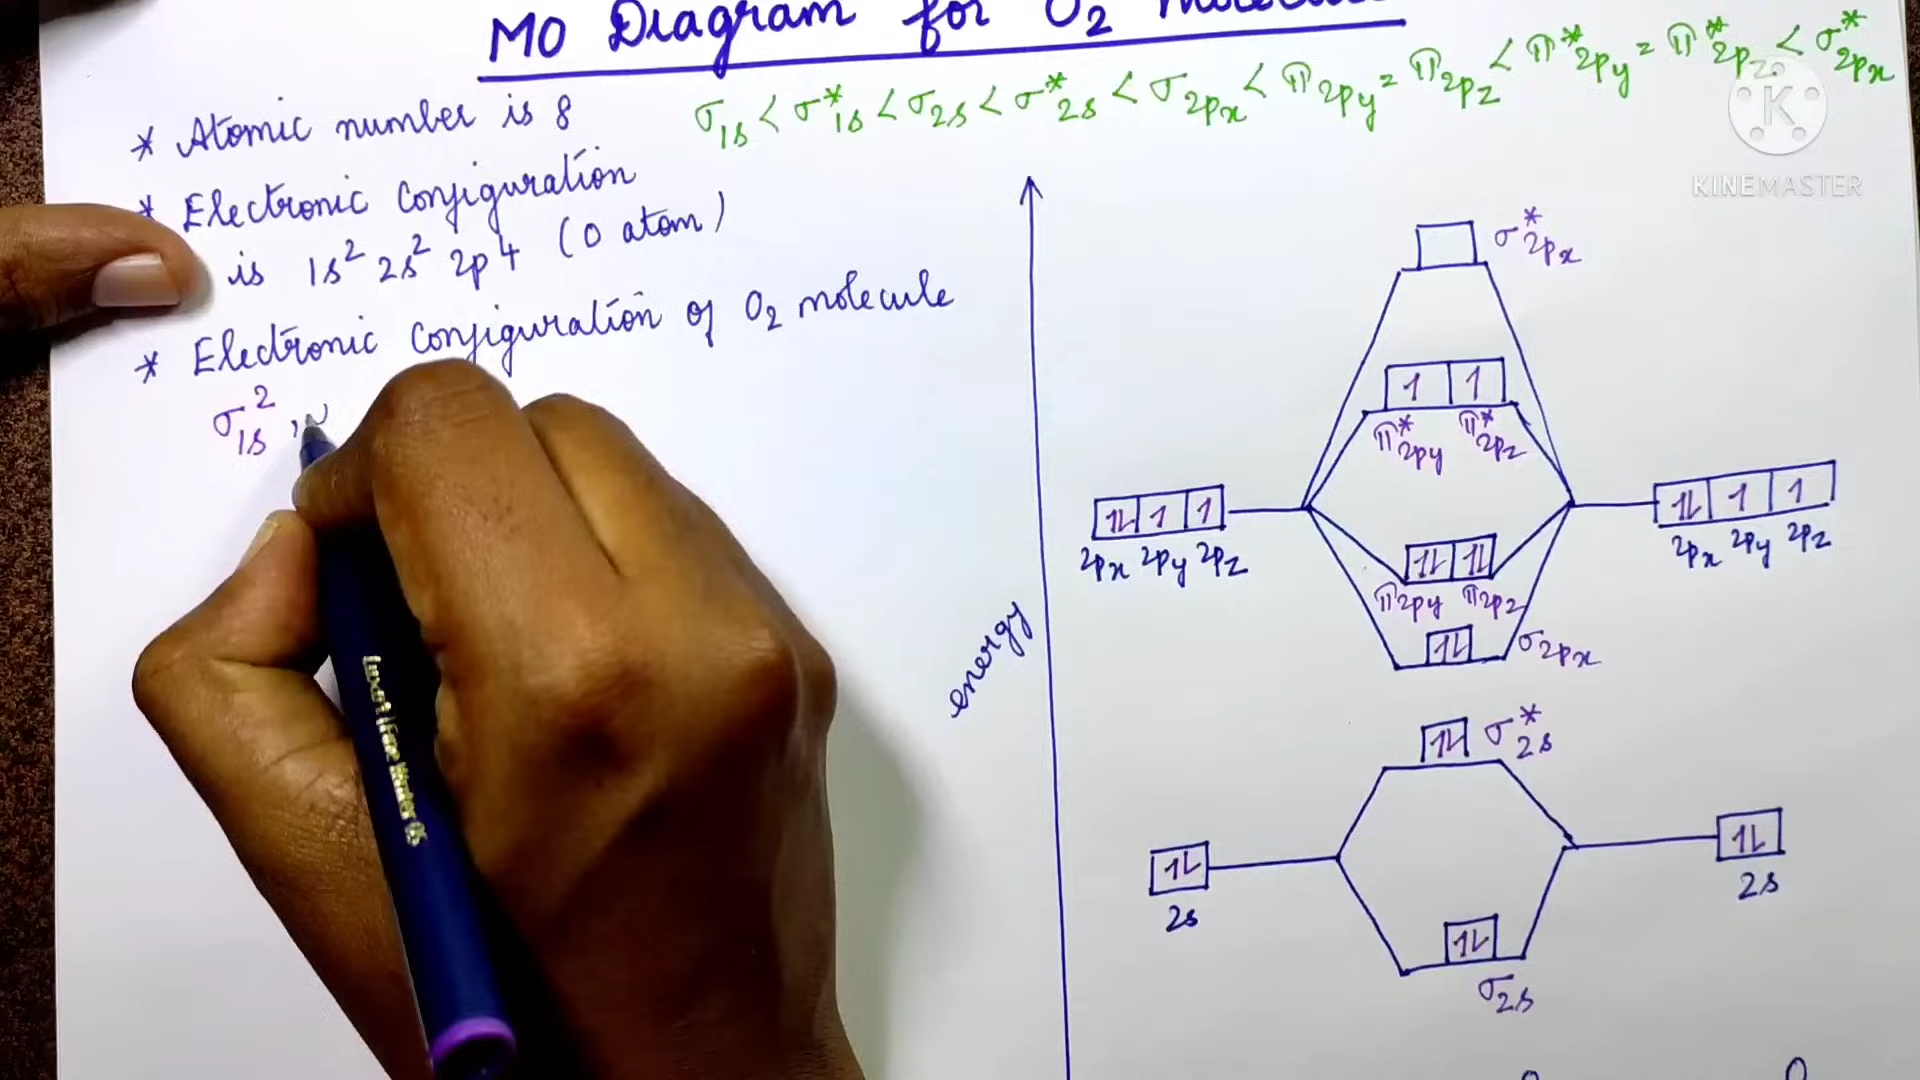 MO Diagram for O2
* Atomic number is 8
σ1s < σ*1s < σ2s < σ*2s < σ2px < π2py = π2pz < π*2py = π*2pz < σ*2px
* Electronic Configuration
is 1s² 2s² 2p⁴ (O atom)
* Electronic Configuration of O2 molecule
σ1s²,
KINEMASTER
σ*2px
1 1
π*2py π*2pz
1L 1 1
2px 2py 2pz
1L 1 1
2px 2py 2pz
1L 1L
π2py π2pz
1L σ2px
energy
1L σ*2s
1L
2s
1L
2s
1L
σ2s